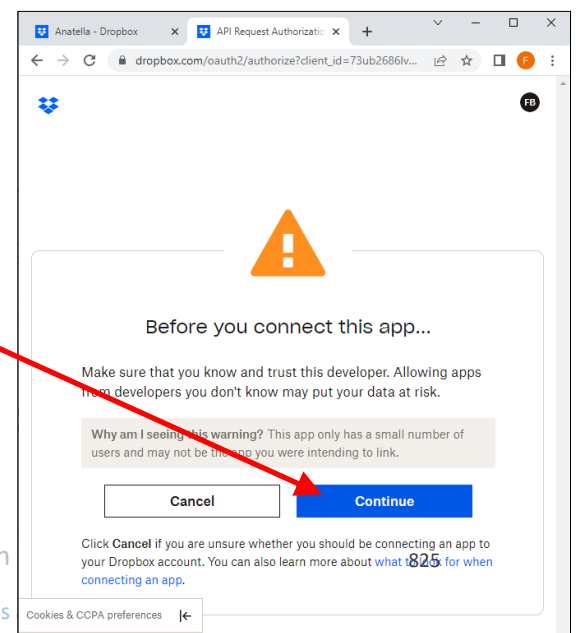 Anatella - Dropbox
API Request Authorizatio
dropbox.com/oauth2/authorize?client_id=73ub2686lv...
F
FB
Before you connect this app...
Make sure that you know and trust this developer. Allowing apps
from developers you don't know may put your data at risk.
Why am I seeing this warning? This app only has a small number of
users and may not be the app you were intending to link.
Cancel
Continue
Click Cancel if you are unsure whether you should be connecting an app to
your Dropbox account. You can also learn more about what to look for when
825
connecting an app.
n
s
Cookies & CCPA preferences